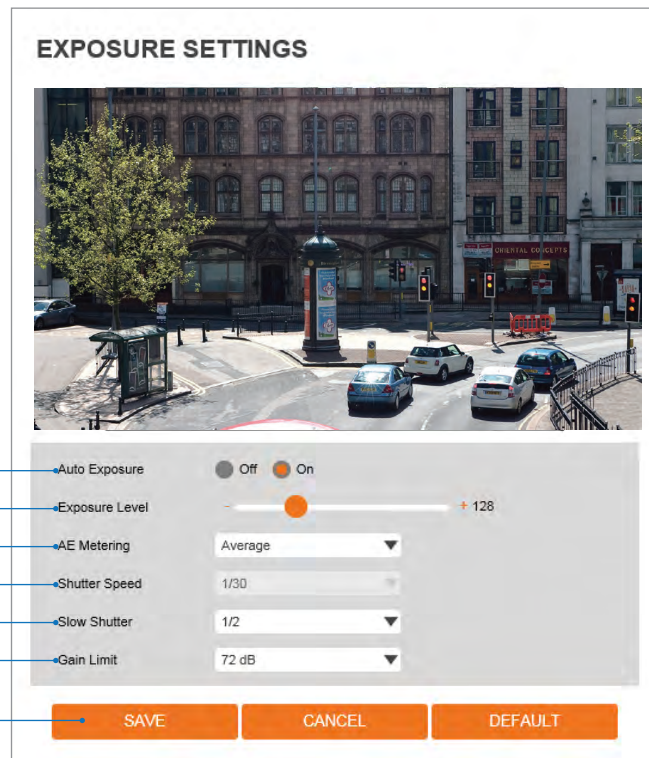 EXPOSURE SETTINGS
ORIENTAL CONCEPTS
Auto Exposure Off On
Exposure Level - + 128
AE Metering Average
Shutter Speed 1/30
Slow Shutter 1/2
Gain Limit 72 dB
SAVE CANCEL DEFAULT